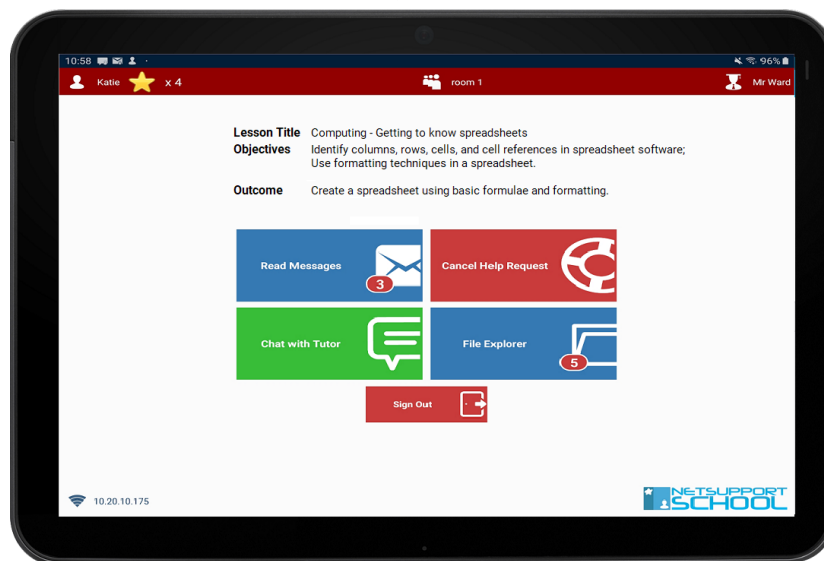 10:58 96%
Katie x 4 room 1 Mr Ward
Lesson Title Computing - Getting to know spreadsheets
Objectives Identify columns, rows, cells, and cell references in spreadsheet software;
Use formatting techniques in a spreadsheet.
Outcome Create a spreadsheet using basic formulae and formatting.
Read Messages 3 Cancel Help Request
Chat with Tutor File Explorer 5
Sign Out
10.20.10.175
NETSUPPORT
SCHOOL